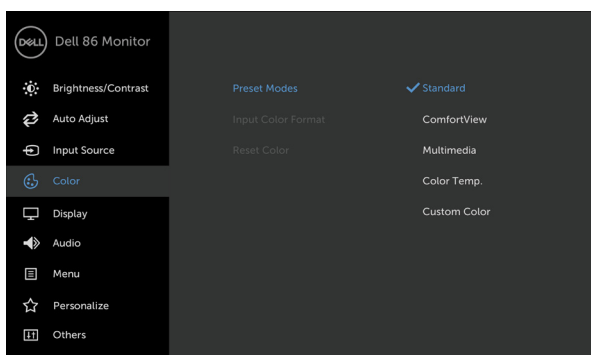 DELL Dell 86 Monitor
Brightness/Contrast
Auto Adjust
Input Source
Color
Display
Audio
Menu
Personalize
Others
Preset Modes
Input Color Format
Reset Color
Standard
ComfortView
Multimedia
Color Temp.
Custom Color